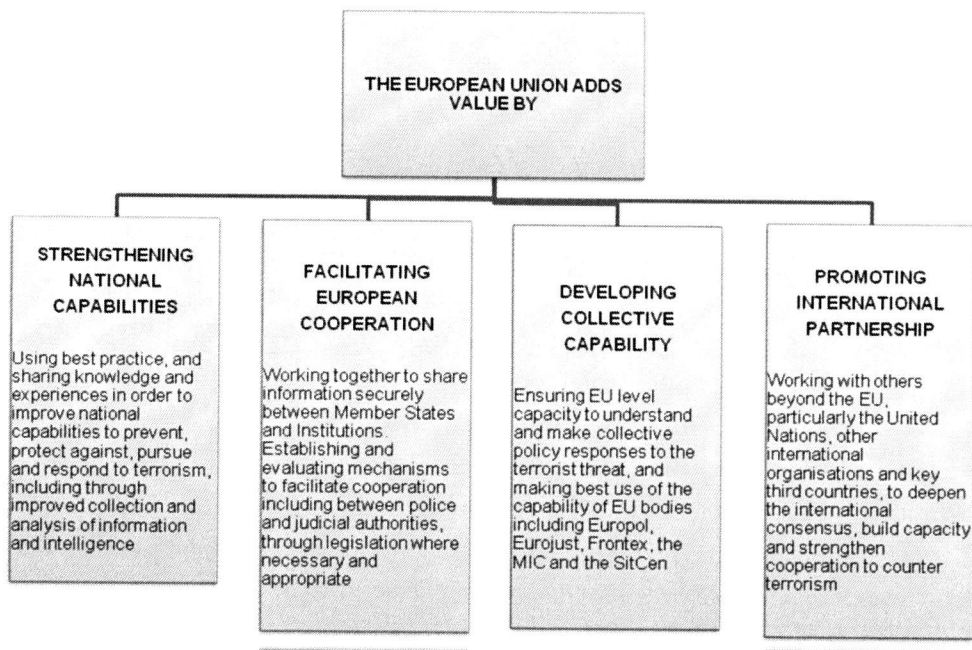 THE EUROPEAN UNION ADDS
VALUE BY
STRENGTHENING
NATIONAL
CAPABILITIES
Using best practice, and
sharing knowledge and
experiences in order to
improve national
capabilities to prevent,
protect against, pursue
and respond to terrorism,
including through
improved collection and
analysis of information
and intelligence
FACILITATING
EUROPEAN
COOPERATION
Working together to share
information securely
between Member States
and Institutions.
Establishing and
evaluating mechanisms
to facilitate cooperation
including between police
and judicial authorities,
through legislation where
necessary and
appropriate
DEVELOPING
COLLECTIVE
CAPABILITY
Ensuring EU level
capacity to understand
and make collective
policy responses to the
terrorist threat, and
making best use of the
capability of EU bodies
including Europol,
Eurojust, Frontex, the
MIC and the SitCen
PROMOTING
INTERNATIONAL
PARTNERSHIP
Working with others
beyond the EU,
particularly the United
Nations, other
international
organisations and key
third countries, to deepen
the international
consensus, build capacity
and strengthen
cooperation to counter
terrorism